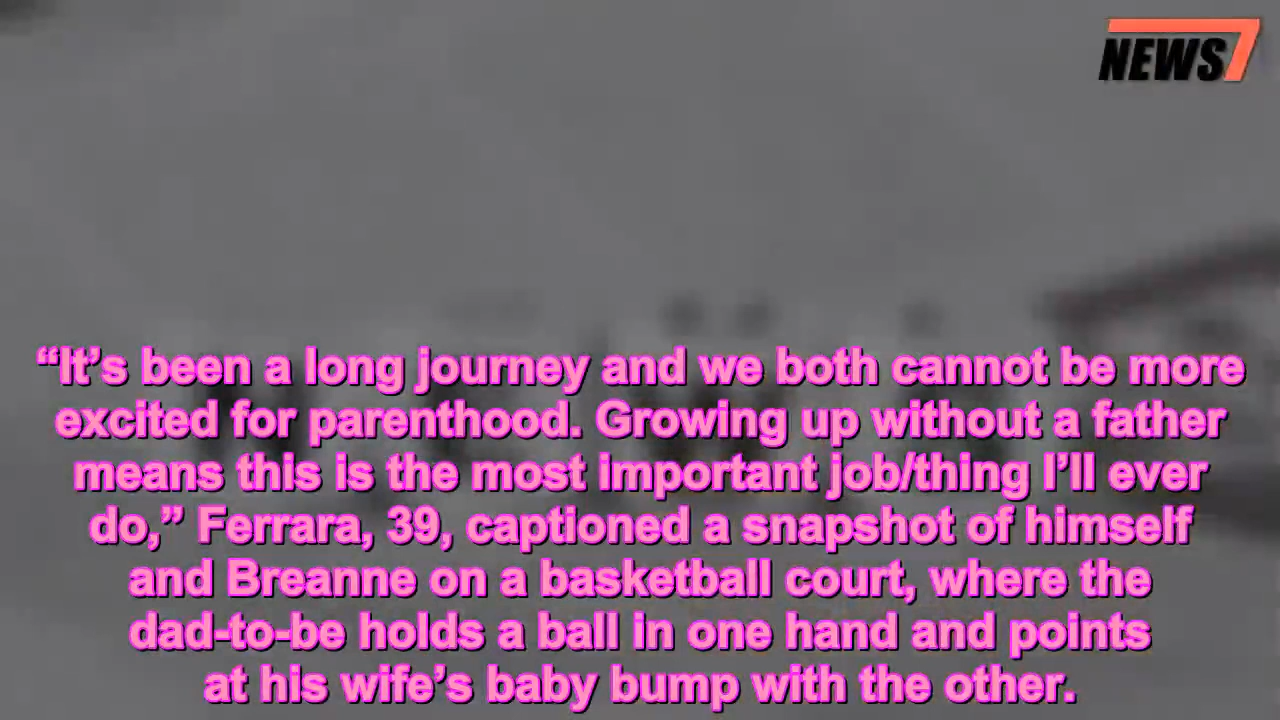 NEWS7
“It’s been a long journey and we both cannot be more
excited for parenthood. Growing up without a father
means this is the most important job/thing I’ll ever
do,” Ferrara, 39, captioned a snapshot of himself
and Breanne on a basketball court, where the
dad-to-be holds a ball in one hand and points
at his wife’s baby bump with the other.